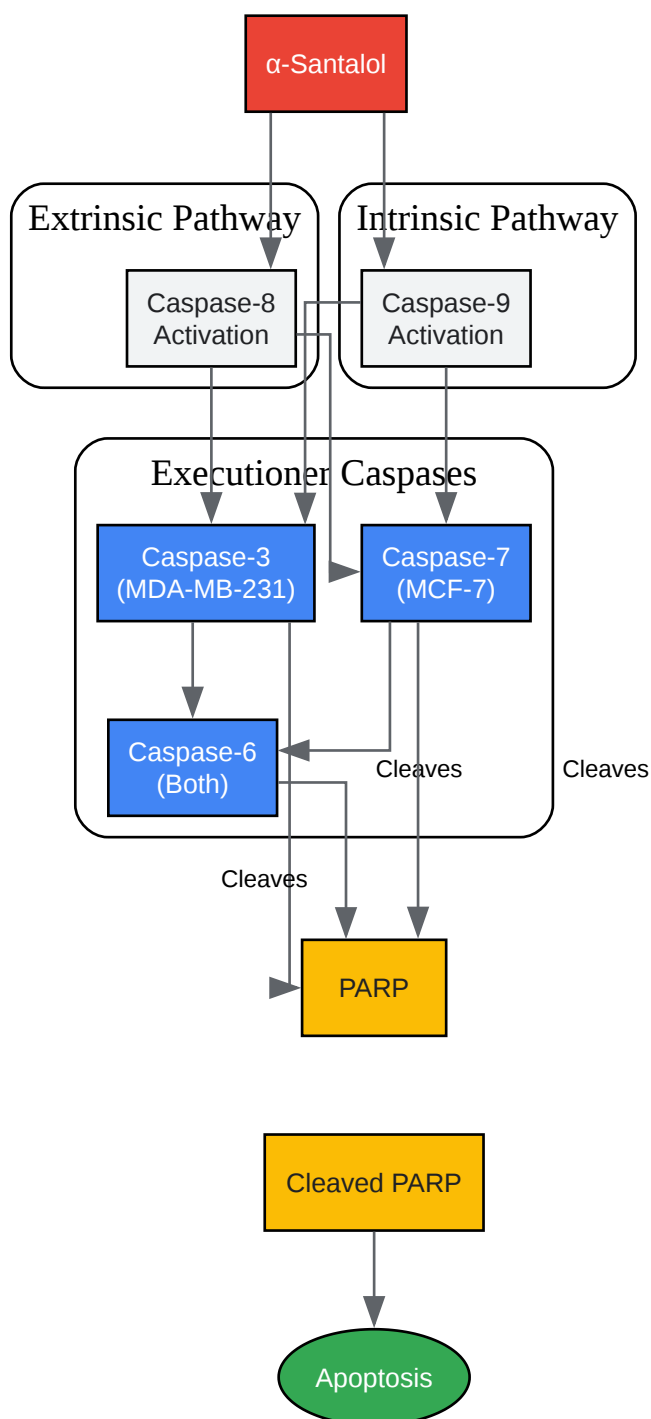 α-Santalol
Extrinsic Pathway
Intrinsic Pathway
Caspase-8
Activation
Caspase-9
Activation
Executioner Caspases
Caspase-3
(MDA-MB-231)
Caspase-7
(MCF-7)
Caspase-6
(Both)
Cleaves
Cleaves
Cleaves
PARP
Cleaved PARP
Apoptosis